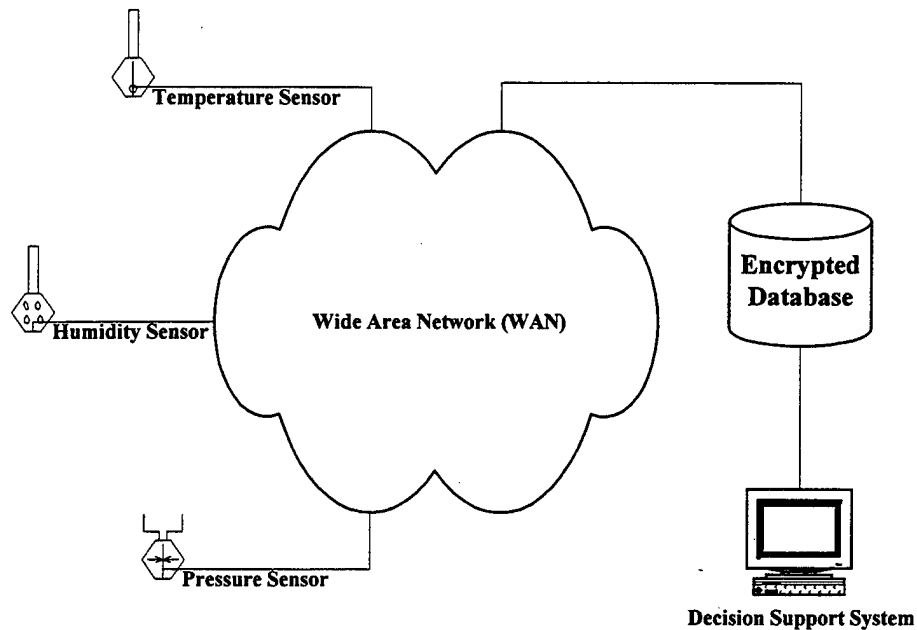 Temperature Sensor
Encrypted
Database
Humidity Sensor
Wide Area Network (WAN)
Pressure Sensor
Decision Support System